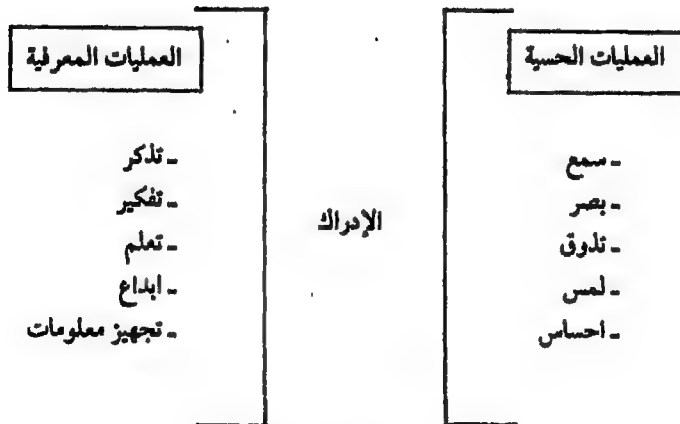 العمليات الحسية
- سمع
- بصر
- تذوق
- لمس
- احساس
الإدراك
العمليات المعرفية
- تذكر
- تفكير
- تعلم
- ابداع
- تجهيز معلومات